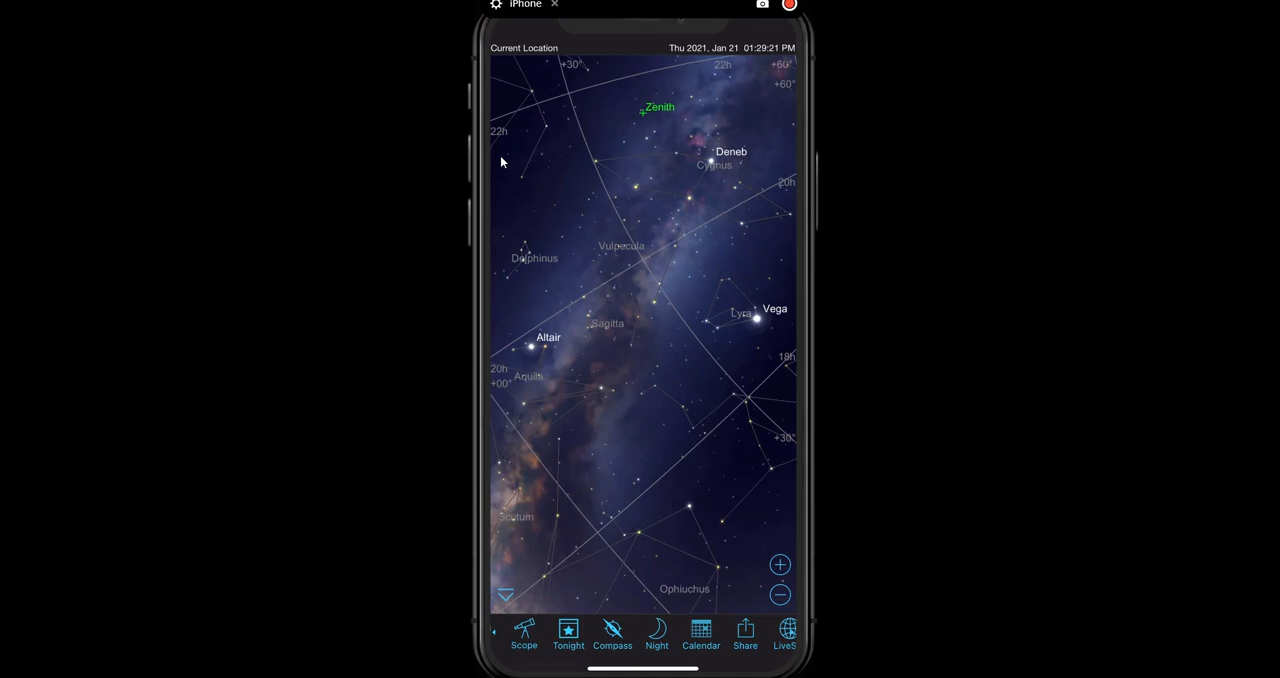 iPhone
Current Location Thu 2021, Jan 21 01:29:21 PM
+30° 22h +60°
+60°
Zenith
22h
Deneb
Cygnus
20h
Vulpecula
Delphinus
Vega
Lyra
Sagitta
Altair
18h
20h
Aquila
+00°
+30°
Scutum
Ophiuchus
Scope Tonight Compass Night Calendar Share LiveS